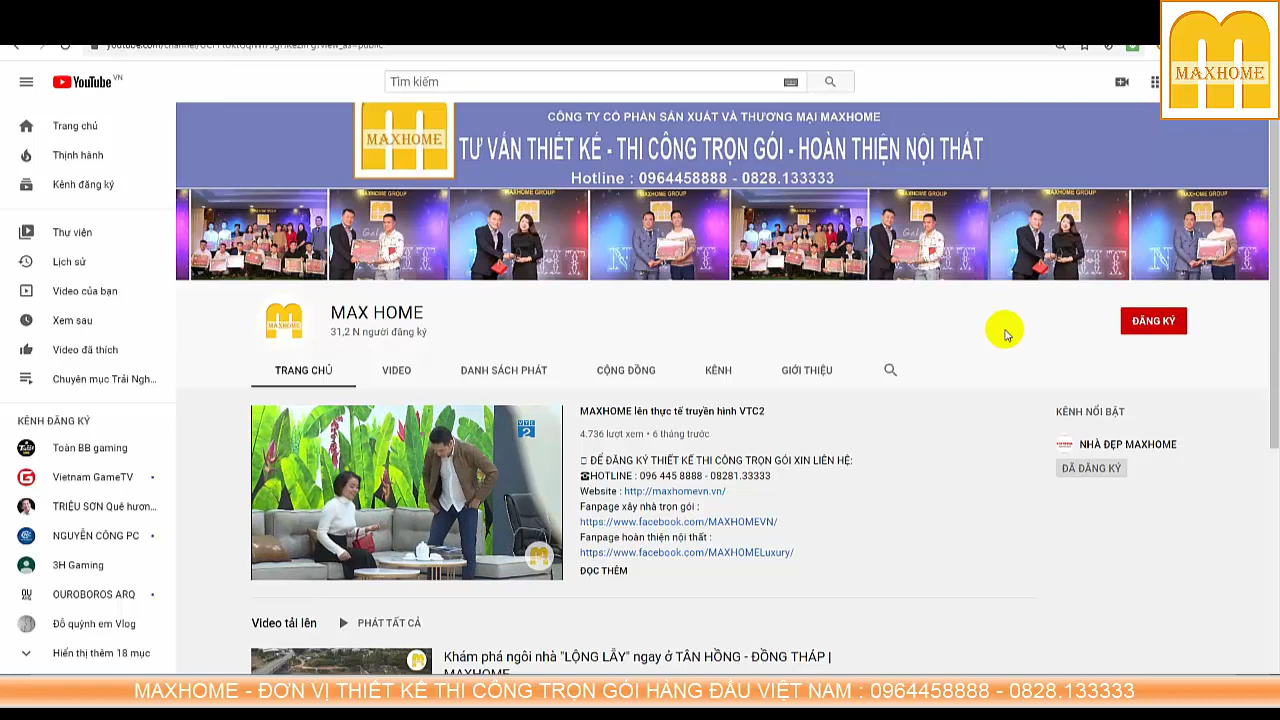 MAXHOME
YouTube VN
Tìm kiếm
Trang chủ
Thịnh hành
Kênh đăng ký
Thư viện
Lịch sử
Video của bạn
Xem sau
Video đã thích
Chuyên mục Trải Ngh...
KÊNH ĐĂNG KÝ
Toàn BB gaming
Vietnam GameTV
TRIỆU SƠN Quê hươn...
NGUYỄN CÔNG PC
3H Gaming
OUROBOROS ARQ
Đỗ quỳnh em Vlog
Hiển thị thêm 18 mục
CÔNG TY CỔ PHẦN SẢN XUẤT VÀ THƯƠNG MẠI MAXHOME
MAXHOME
TƯ VẤN THIẾT KẾ - THI CÔNG TRỌN GÓI - HOÀN THIỆN NỘI THẤT
Hotline : 0964458888 - 0828.133333
MAX HOME
31,2 N người đăng ký
ĐĂNG KÝ
TRANG CHỦ VIDEO DANH SÁCH PHÁT CỘNG ĐỒNG KÊNH GIỚI THIỆU
VTC 2
MAXHOME lên thực tế truyền hình VTC2
4.736 lượt xem • 6 tháng trước
ĐỂ ĐĂNG KÝ THIẾT KẾ THI CÔNG TRỌN GÓI XIN LIÊN HỆ:
☎HOTLINE : 096 445 8888 - 08281.33333
Website : http://maxhomevn.vn/
Fanpage xây nhà trọn gói :
https://www.facebook.com/MAXHOMEVN/
Fanpage hoàn thiện nội thất :
https://www.facebook.com/MAXHOMELuxury/
ĐỌC THÊM
KÊNH NỔI BẬT
NHÀ ĐẸP MAXHOME
ĐÃ ĐĂNG KÝ
Video tải lên PHÁT TẤT CẢ
Khám phá ngôi nhà "LỘNG LẪY" ngay ở TÂN HỒNG - ĐỒNG THÁP |
MAXHOME
MAXHOME - ĐƠN VỊ THIẾT KẾ THI CÔNG TRỌN GÓI HÀNG ĐẦU VIỆT NAM : 0964458888 - 0828.133333